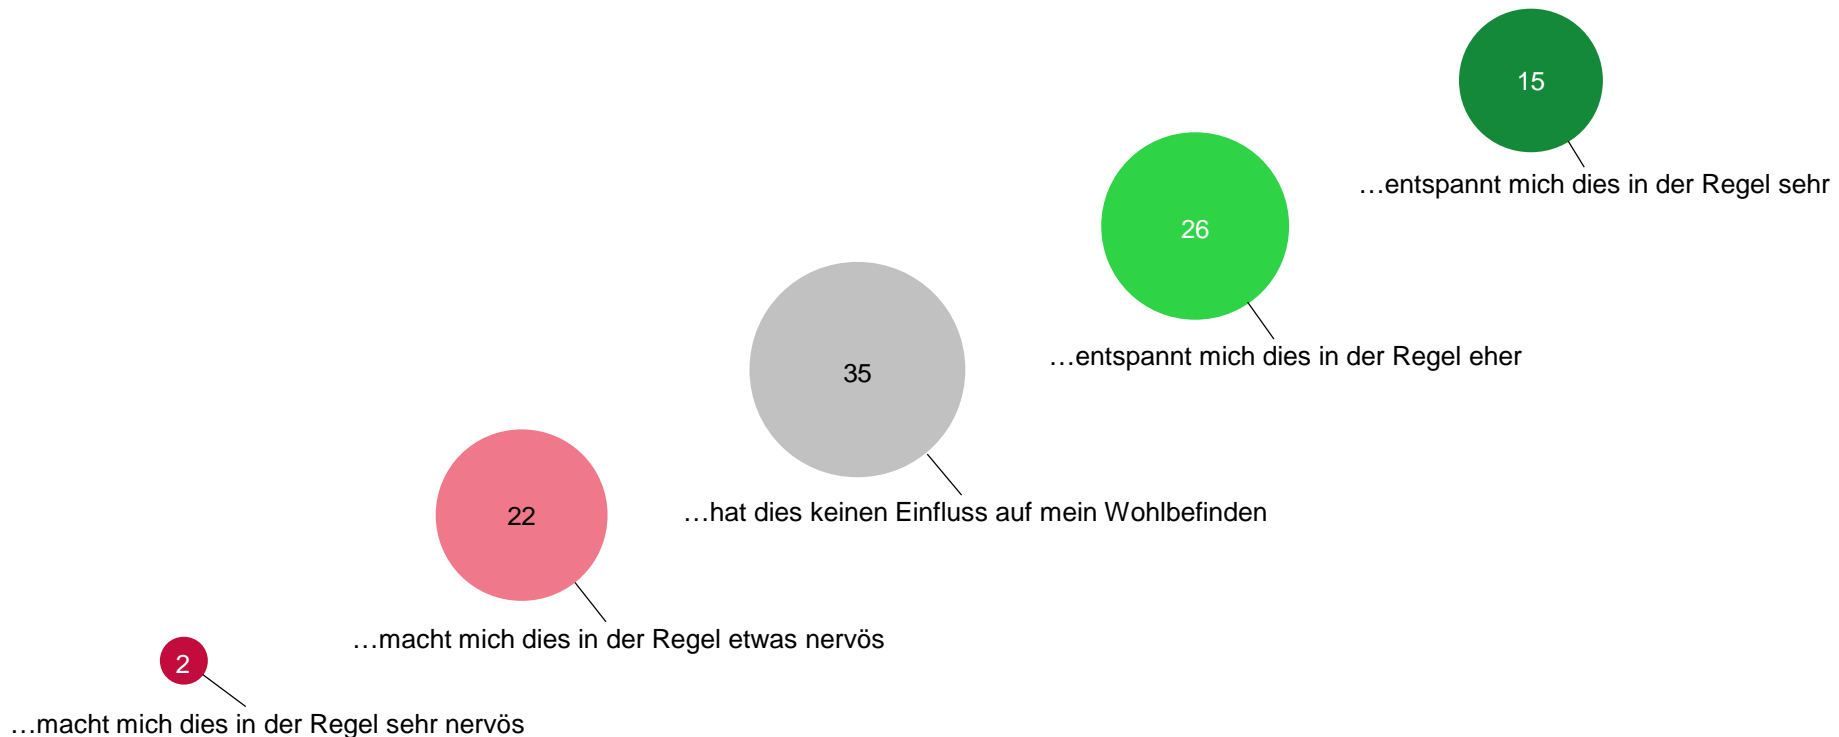 15
…entspannt mich dies in der Regel sehr
26
…entspannt mich dies in der Regel eher
35
…hat dies keinen Einfluss auf mein Wohlbefinden
22
…macht mich dies in der Regel etwas nervös
2
…macht mich dies in der Regel sehr nervös